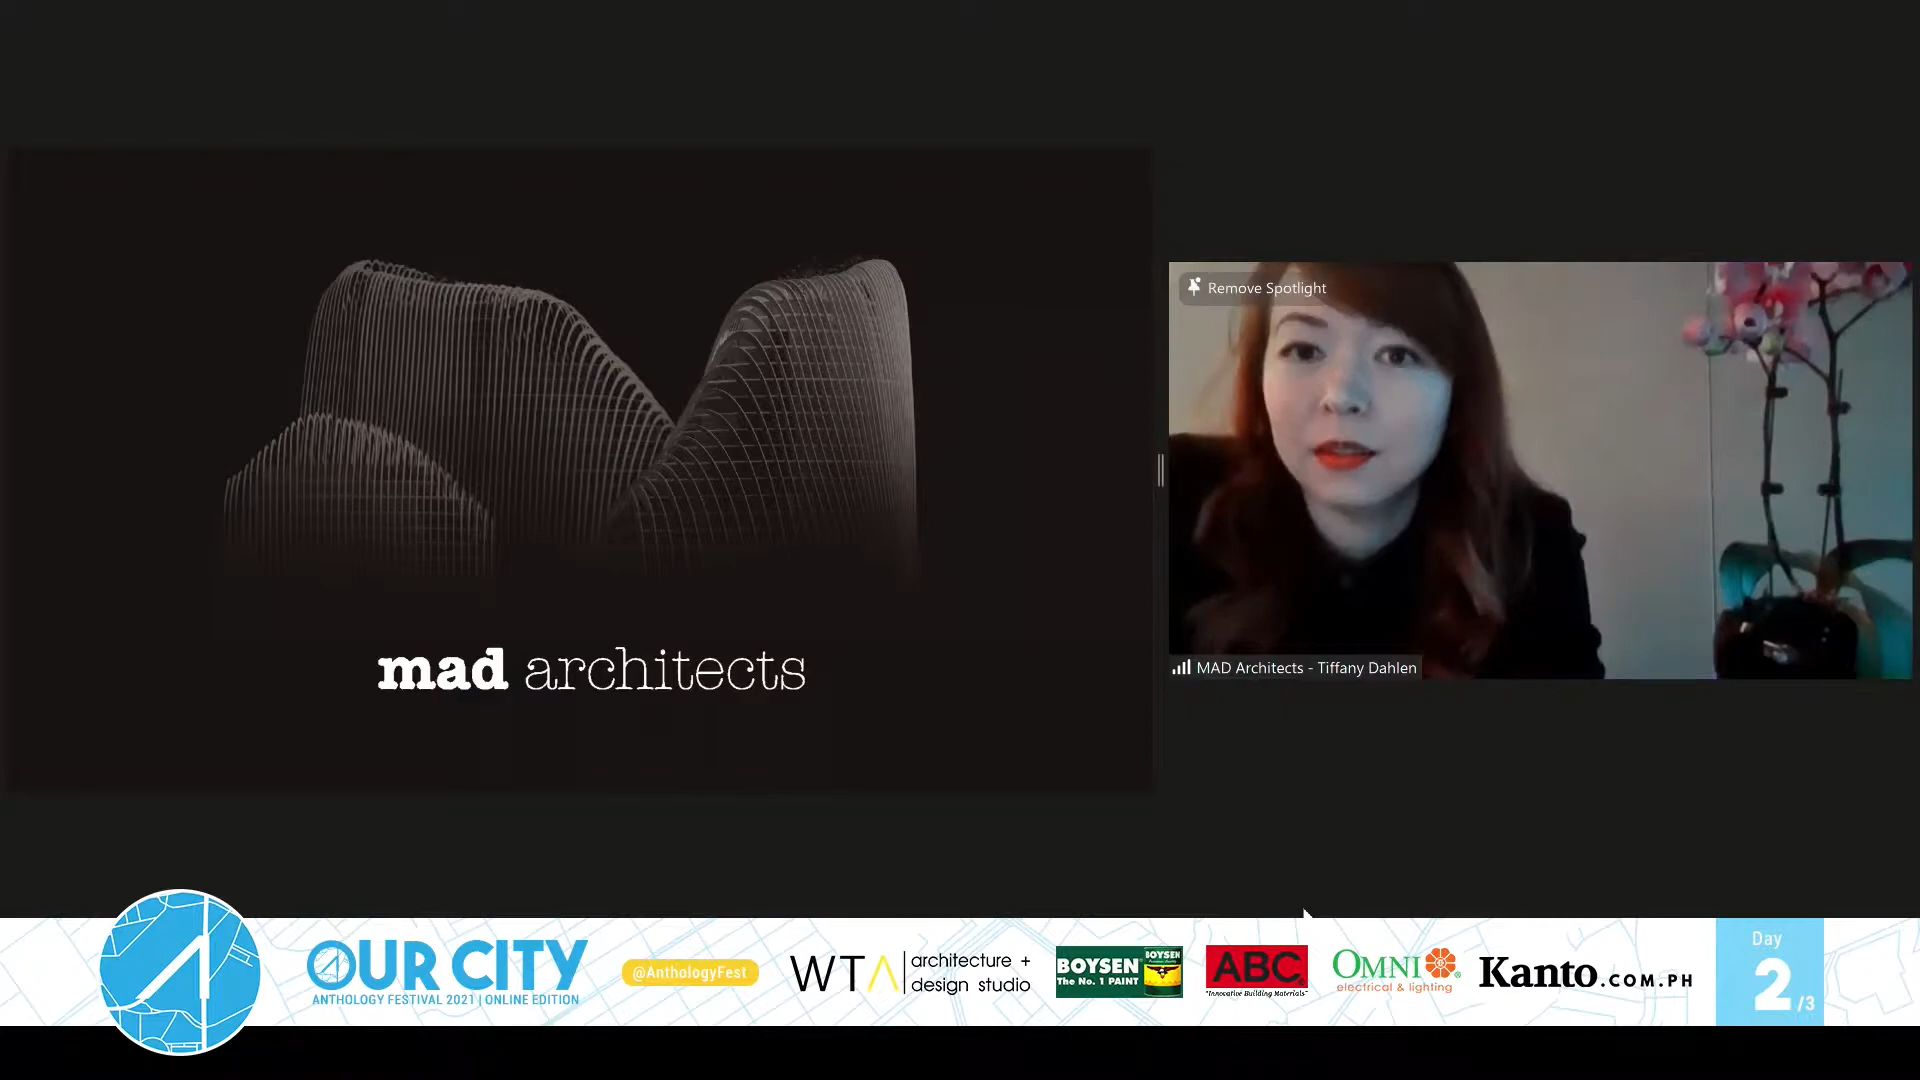 mad architects
Remove Spotlight
MAD Architects - Tiffany Dahlen
OUR CITY
ANTHOLOGY FESTIVAL 2021 | ONLINE EDITION
@AnthologyFest
WTA
architecture +
design studio
BOYSEN
The No. 1 PAINT
BOYSEN
ABC
"Innovative Building Materials"
OMNI
electrical & lighting
Kanto.COM.PH
Day
2/3